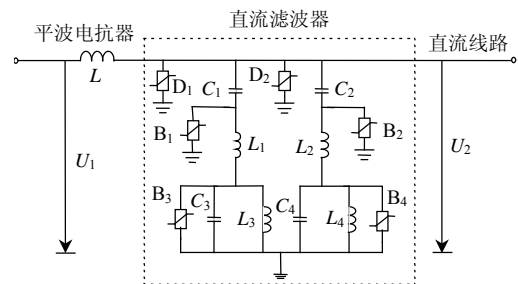 直流滤波器
平波电抗器
直流线路
L
D₁
C₁
D₂
C₂
B₁
L₁
L₂
B₂
U₁
U₂
B₃
C₃
L₃
C₄
L₄
B₄